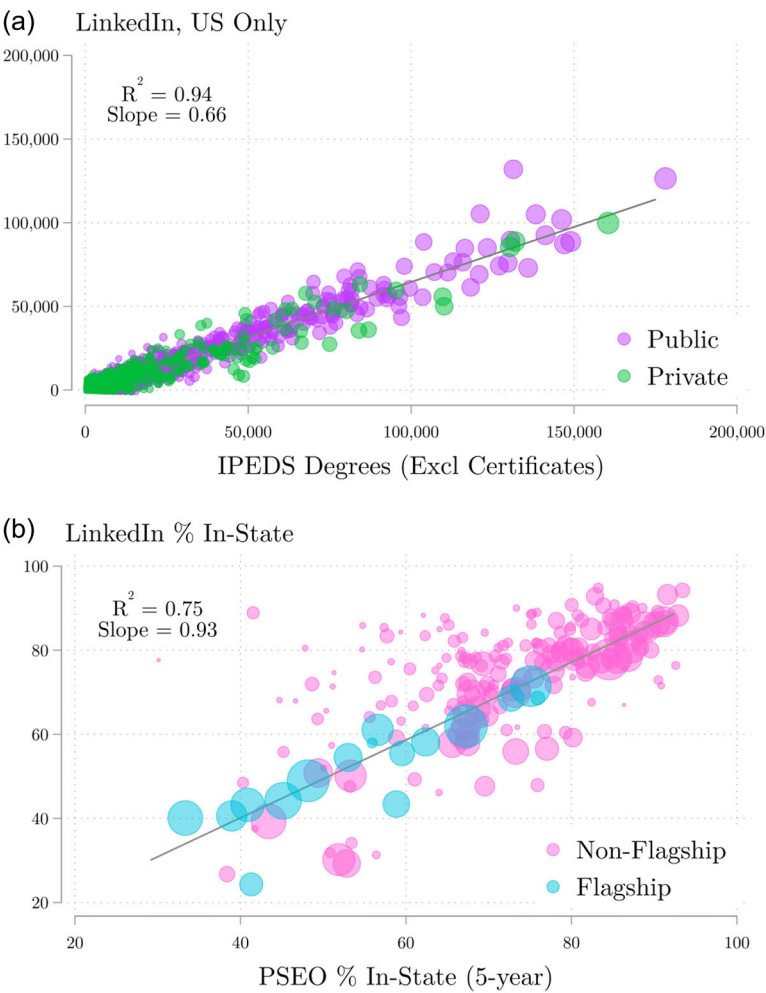 (a) LinkedIn, US Only
200,000
R² = 0.94
Slope = 0.66
150,000
100,000
50,000
Public
Private
0
0 50,000 100,000 150,000 200,000
IPEDS Degrees (Excl Certificates)
(b) LinkedIn % In-State
100
R² = 0.75
Slope = 0.93
80
60
40
Non-Flagship
Flagship
20
20 40 60 80 100
PSEO % In-State (5-year)